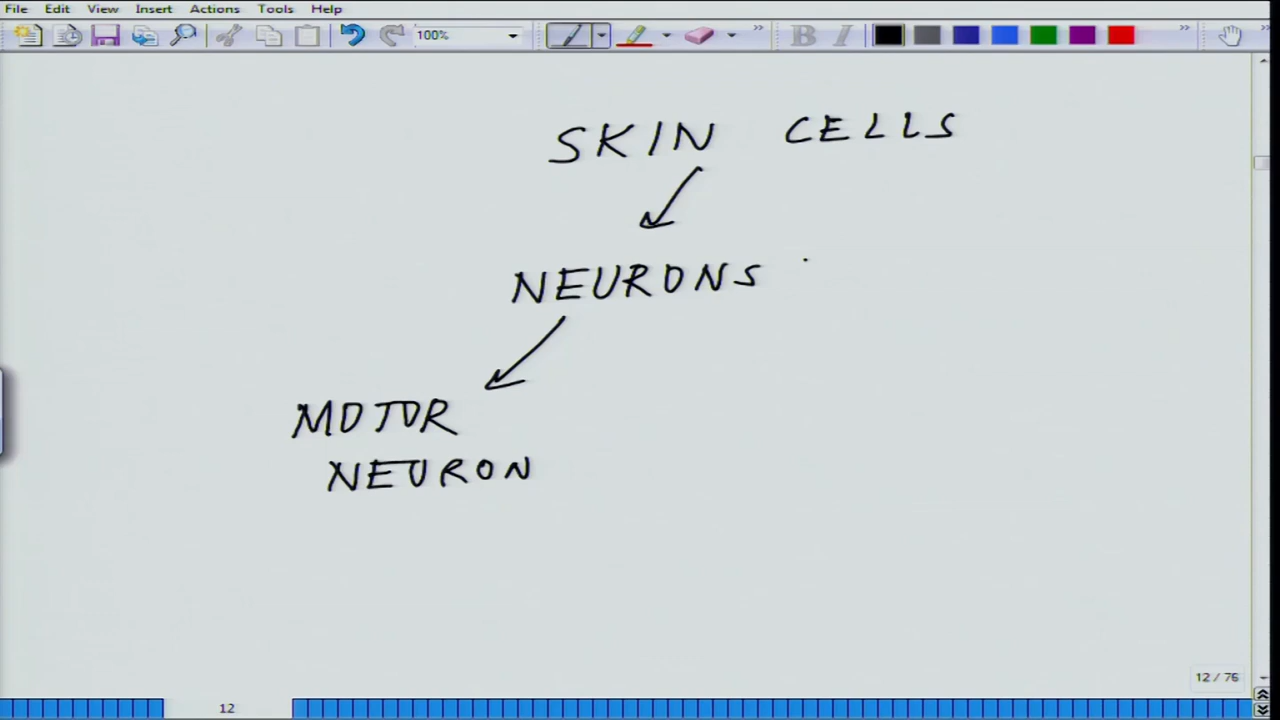 File Edit View Insert Actions Tools Help
100% B I
SKIN CELLS
NEURONS
MOTOR
NEURON
12 / 76
12